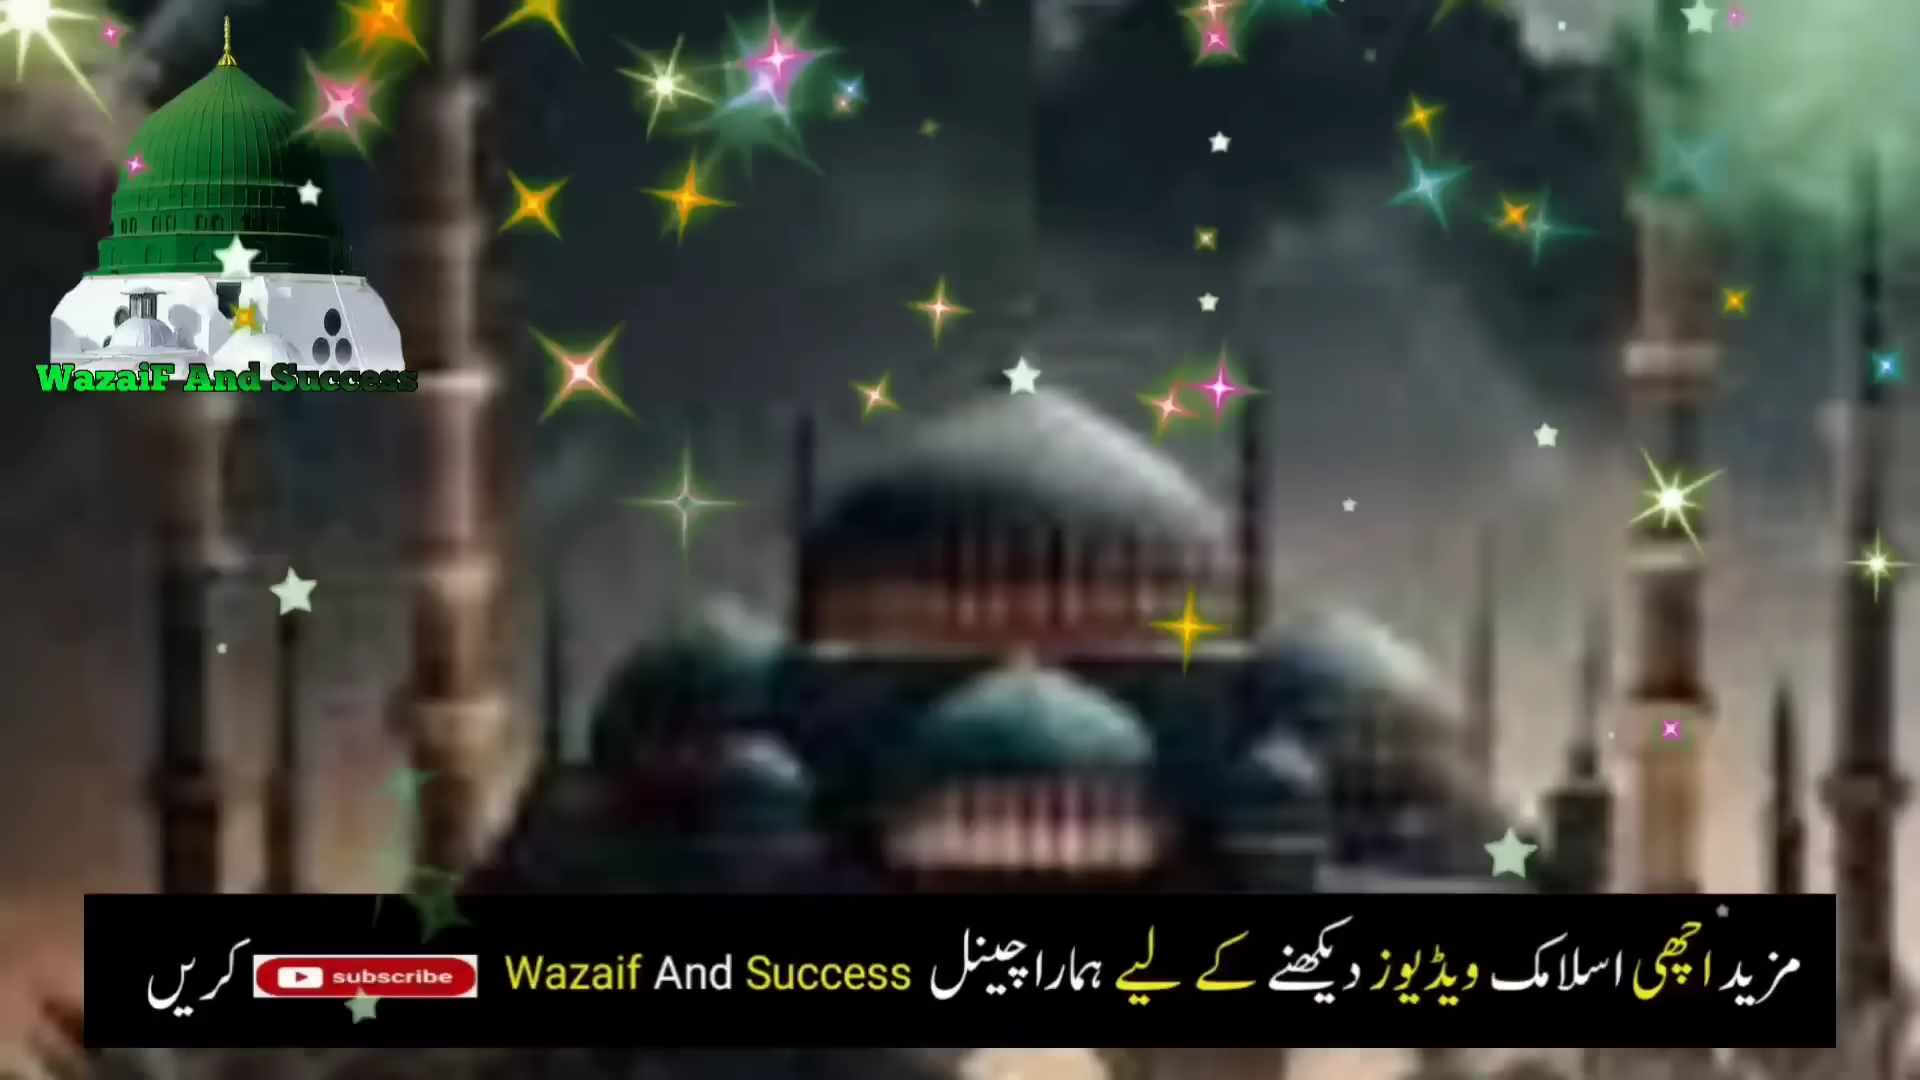 WazaiF And Success
مزید اچھی اسلامک ویڈیوز دیکھنے کے لیے ہمارا چینل Wazaif And Success subscribe کریں